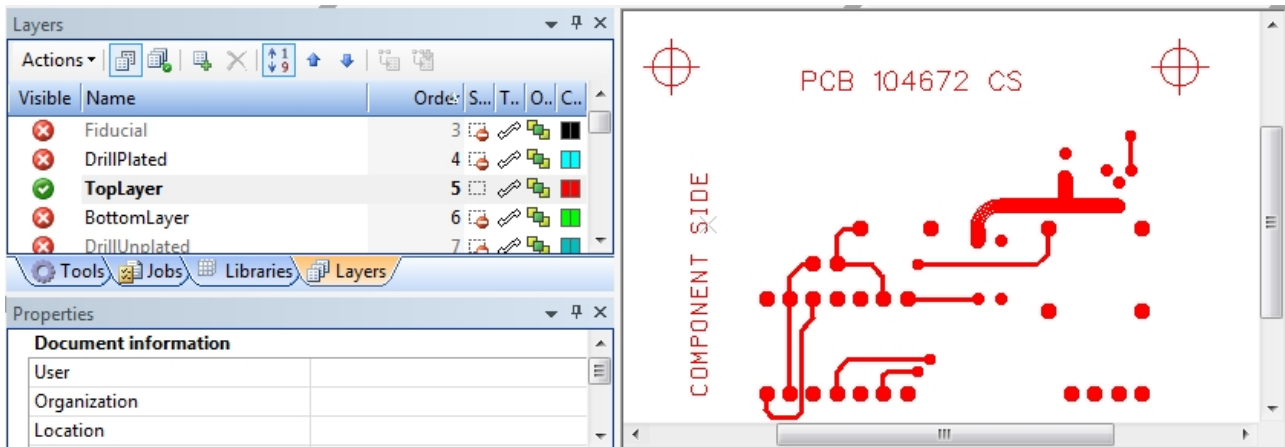 Layers
Actions
Visible Name Order S... T.. O.. C..
Fiducial 3
DrillPlated 4
TopLayer 5
BottomLayer 6
DrillUnplated 7
Tools Jobs Libraries Layers
Properties
Document information
User
Organization
Location
PCB 104672 CS
COMPONENT SIDE